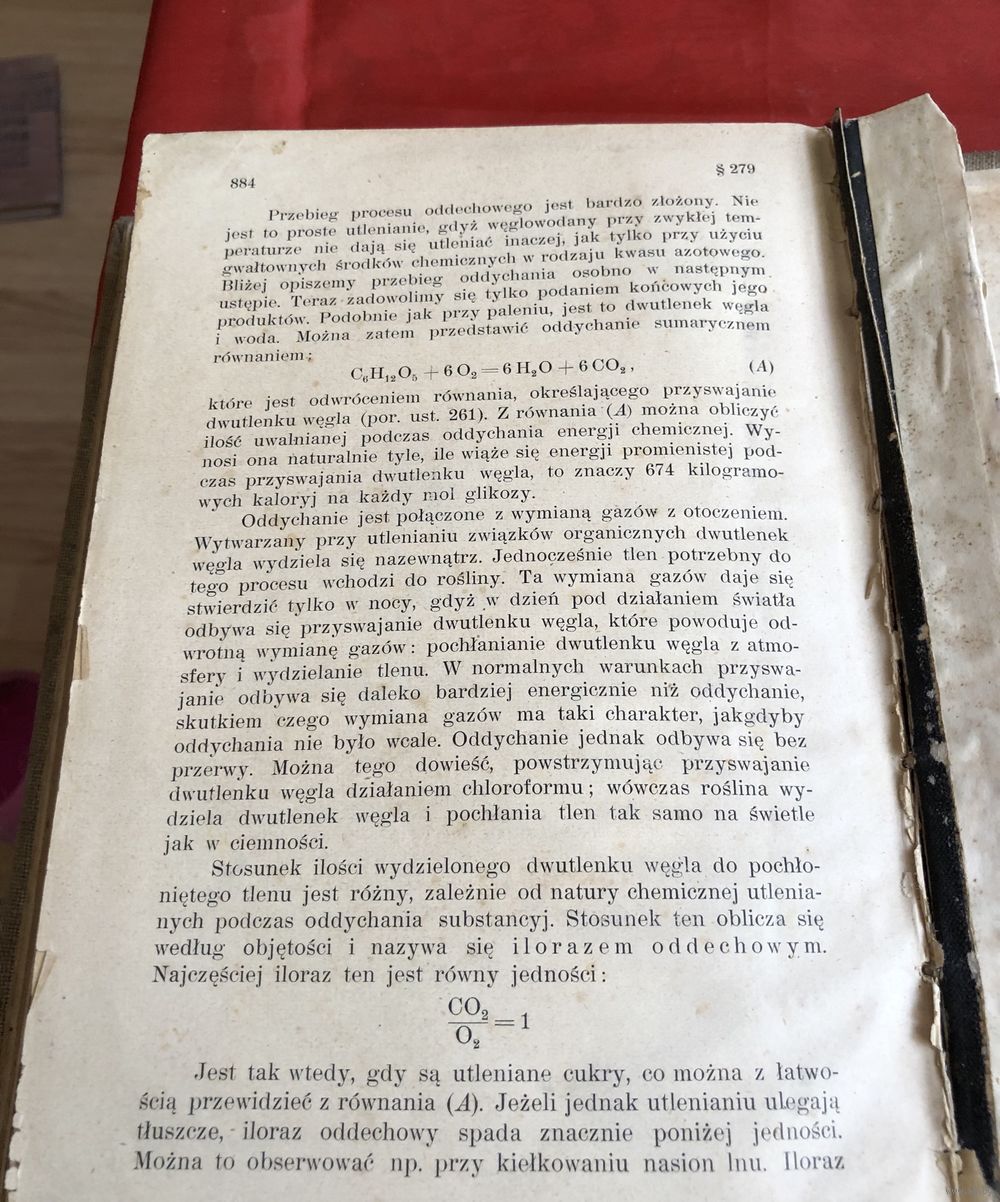 884
§ 279
Przebieg procesu oddechowego jest bardzo złożony. Nie
jest to proste utlenianie, gdyż węglowodany przy zwykłej tem-
peraturze nie dają się utleniać inaczej, jak tylko przy użyciu
gwałtownych środków chemicznych w rodzaju kwasu azotowego.
Bliżej opiszemy przebieg oddychania osobno w następnym
ustępie. Teraz zadowolimy się tylko podaniem końcowych jego
produktów. Podobnie jak przy paleniu, jest to dwutlenek węgla
i woda. Można zatem przedstawić oddychanie sumarycznem
równaniem:
C₆H₁₂O₅ + 6 O₂ = 6 H₂O + 6 CO₂, (A)
które jest odwróceniem równania, określającego przyswajanie
dwutlenku węgla (por. ust. 261). Z równania (A) można obliczyć
ilość uwalnianej podczas oddychania energji chemicznej. Wy-
nosi ona naturalnie tyle, ile wiąże się energji promienistej pod-
czas przyswajania dwutlenku węgla, to znaczy 674 kilogramo-
wych kaloryj na każdy mol glikozy.
Oddychanie jest połączone z wymianą gazów z otoczeniem.
Wytwarzany przy utlenianiu związków organicznych dwutlenek
węgla wydziela się nazewnątrz. Jednocześnie tlen potrzebny do
tego procesu wchodzi do rośliny. Ta wymiana gazów daje się
stwierdzić tylko w nocy, gdyż w dzień pod działaniem światła
odbywa się przyswajanie dwutlenku węgla, które powoduje od-
wrotną wymianę gazów: pochłanianie dwutlenku węgla z atmo-
sfery i wydzielanie tlenu. W normalnych warunkach przyswa-
janie odbywa się daleko bardziej energicznie niż oddychanie,
skutkiem czego wymiana gazów ma taki charakter, jakgdyby
oddychania nie było wcale. Oddychanie jednak odbywa się bez
przerwy. Można tego dowieść, powstrzymując przyswajanie
dwutlenku węgla działaniem chloroformu; wówczas roślina wy-
dziela dwutlenek węgla i pochłania tlen tak samo na świetle
jak w ciemności.
Stosunek ilości wydzielonego dwutlenku węgla do pochło-
niętego tlenu jest różny, zależnie od natury chemicznej utlenia-
nych podczas oddychania substancyj. Stosunek ten oblicza się
według objętości i nazywa się ilorazem oddechowym.
Najczęściej iloraz ten jest równy jedności:
CO₂
O₂ = 1
Jest tak wtedy, gdy są utleniane cukry, co można z łatwo-
ścią przewidzieć z równania (A). Jeżeli jednak utlenianiu ulegają
tłuszcze, iloraz oddechowy spada znacznie poniżej jedności.
Można to obserwować np. przy kiełkowaniu nasion lnu. Iloraz